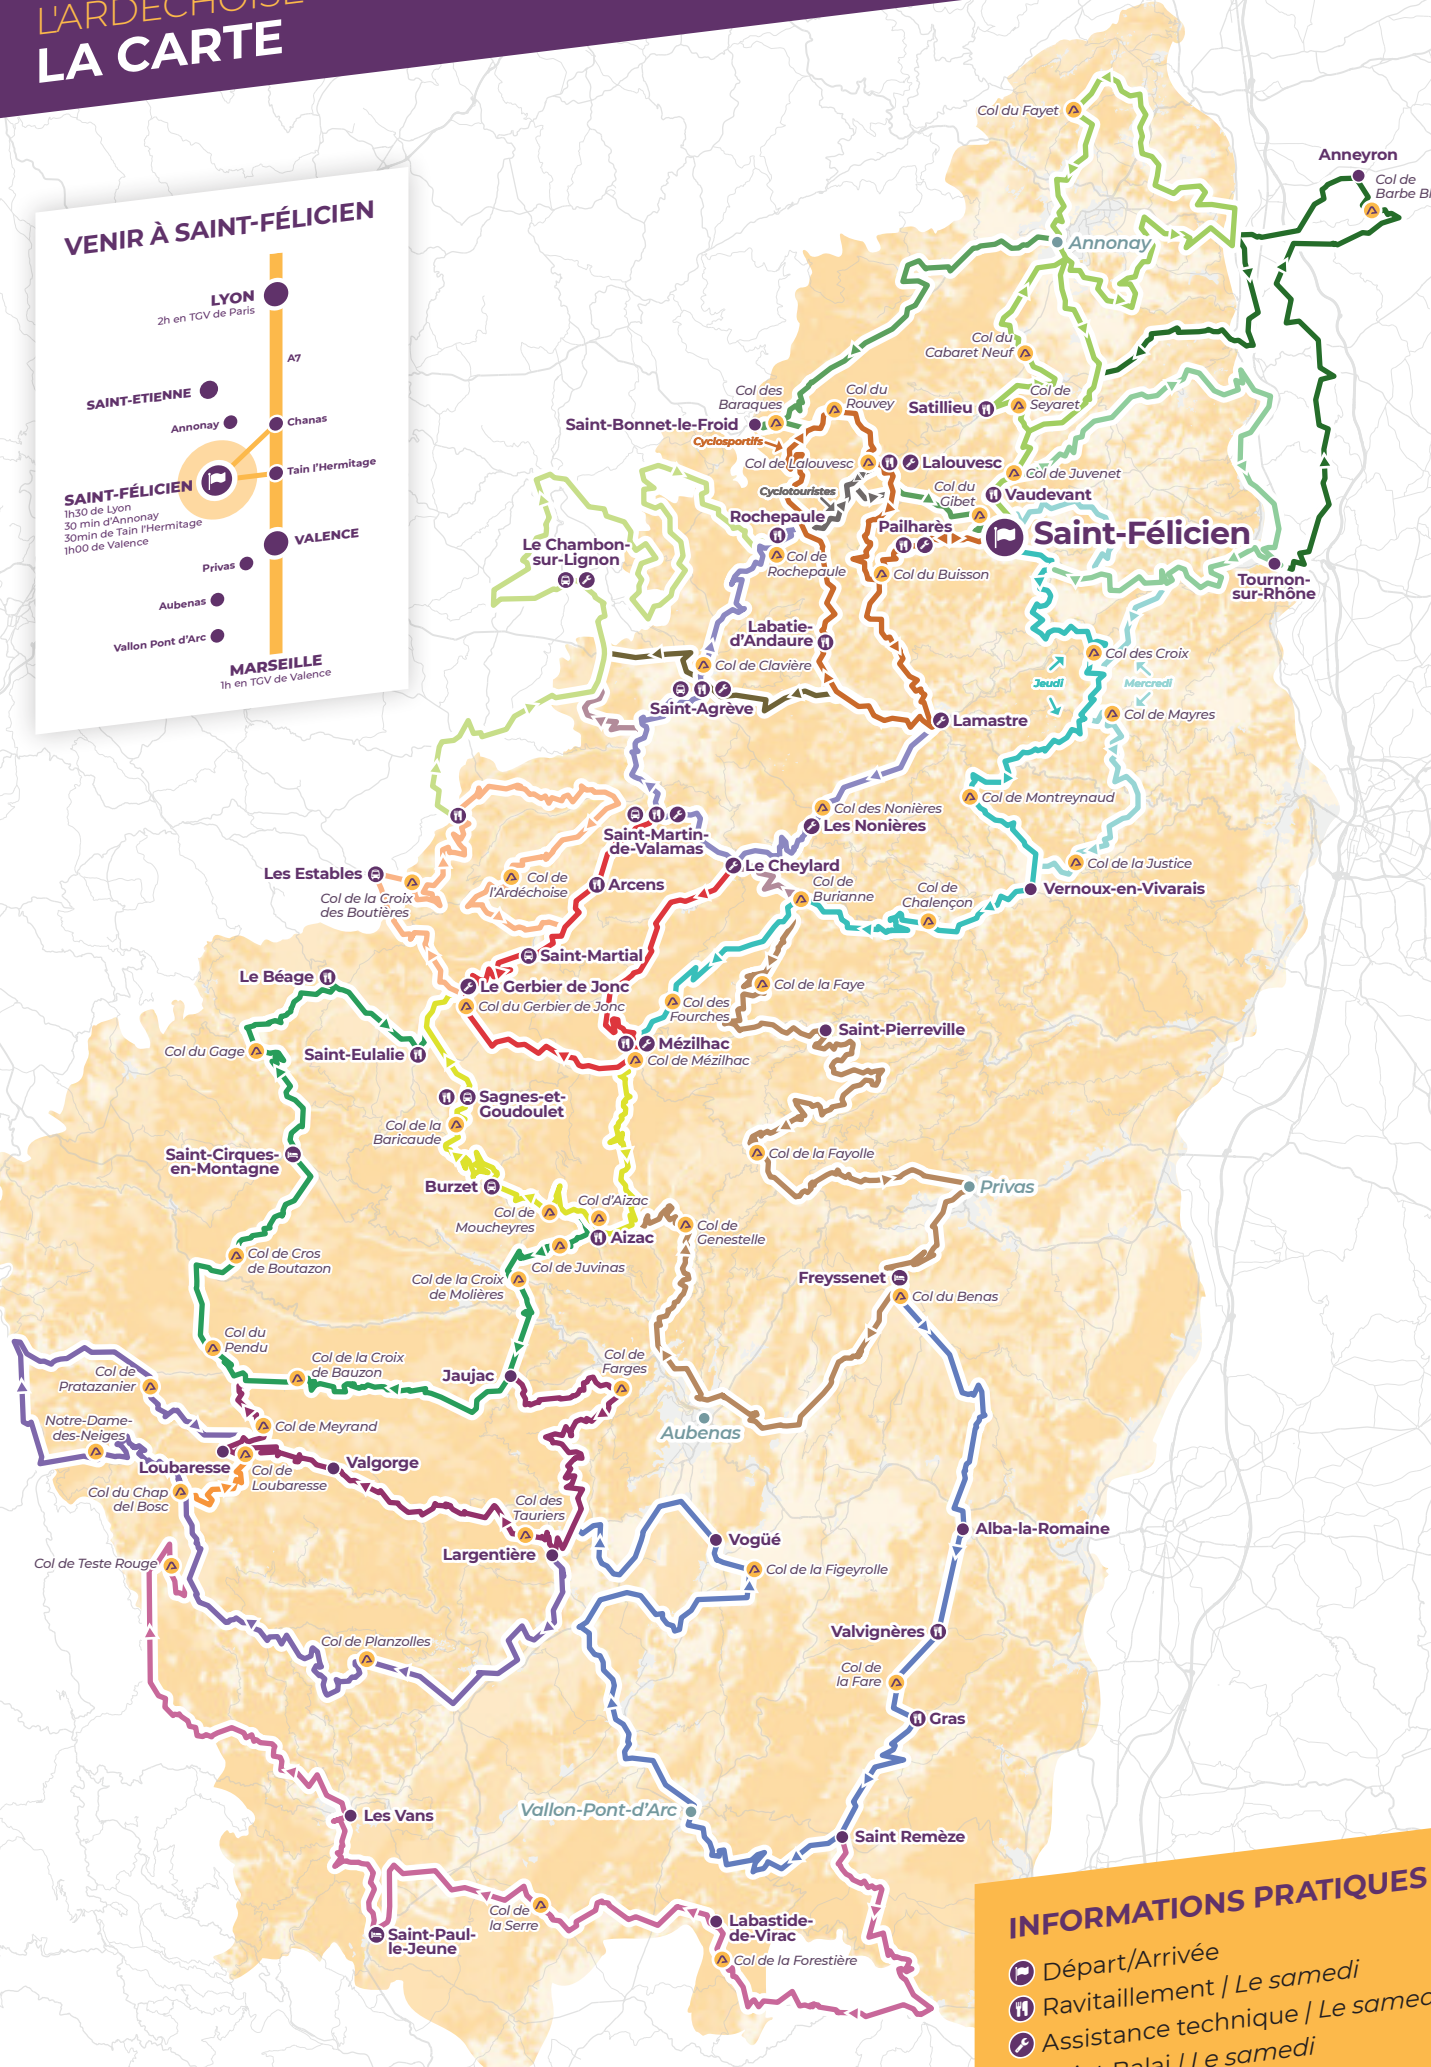 L'ARDÉCHOISE
LA CARTE
VENIR À SAINT-FÉLICIEN
LYON
2h en TGV de Paris
A7
SAINT-ETIENNE
Annonay
Chanas
Tain l'Hermitage
SAINT-FÉLICIEN
1h30 de Lyon
30 min d'Annonay
30min de Tain l'Hermitage
1h00 de Valence
VALENCE
Privas
Aubenas
Vallon Pont d'Arc
MARSEILLE
1h en TGV de Valence
Col du Fayet
Anneyron
Col de
Barbe
Annonay
Col du
Cabaret Neuf
Col des
Baraques
Col du
Rouvey
Satillieu
Col de
Seyaret
Saint-Bonnet-le-Froid
Cyclosportifs
Col de Lalouvesc
Lalouvesc
Col de Juvenet
Cyclotouristes
Col du
Gibet
Vaudevant
Rochepaule
Pailharès
Saint-Félicien
Le Chambon-
sur-Lignon
Col de
Rochepaule
Col du Buisson
Tournon-
sur-Rhône
Labatie-
d'Andaure
Col de Clavière
Col des Croix
Jeudi
Mercredi
Saint-Agrève
Lamastre
Col de Mayres
Col de Montreynaud
Col des Nonières
Les Nonières
Saint-Martin-
de-Valamas
Le Cheylard
Col de la Justice
Les Estables
Col de
l'Ardéchoise
Arcens
Col de
Burianne
Col de
Chalençon
Vernoux-en-Vivarais
Col de la Croix
des Boutières
Saint-Martial
Le Béage
Le Gerbier de Jonc
Col du Gerbier de Jonc
Col de la Faye
Col des
Fourches
Saint-Pierreville
Col du Gage
Saint-Eulalie
Mézilhac
Col de Mézilhac
Sagnes-et-
Goudoulet
Col de la
Baricaude
Saint-Cirques-
en-Montagne
Col de la Fayolle
Burzet
Privas
Col de
Moucheyres
Col d'Aizac
Aizac
Col de
Genestelle
Col de Cros
de Boutazon
Col de Juvinas
Col de la Croix
de Molières
Freyssenet
Col du Benas
Col du
Pendu
Col de la Croix
de Bauzon
Jaujac
Col de
Farges
Col de
Pratazanier
Notre-Dame-
des-Neiges
Col de Meyrand
Aubenas
Loubaresse
Col de
Loubaresse
Valgorge
Col du Chap
del Bosc
Col des
Tauriers
Alba-la-Romaine
Vogüé
Largentière
Col de Teste Rouge
Col de la Figeyrolle
Valvignères
Col de Planzolles
Col de
la Fare
Gras
Les Vans
Vallon-Pont-d'Arc
Saint Remèze
Col de
la Serre
Saint-Paul-
le-Jeune
Labastide-
de-Virac
Col de la Forestière
INFORMATIONS PRATIQUES
Départ/Arrivée
Ravitaillement | Le samedi
Assistance technique | Le
Balai | Le samedi